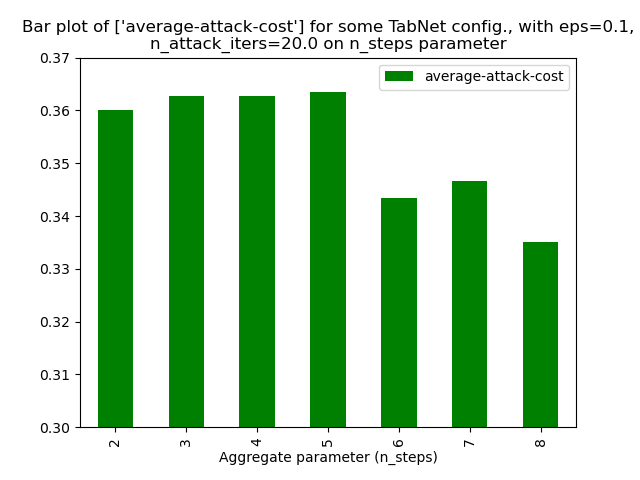 Bar plot of ['average-attack-cost'] for some TabNet config., with eps=0.1,
n_attack_iters=20.0 on n_steps parameter
average-attack-cost
0.37
0.36
0.35
0.34
0.33
0.32
0.31
0.30
2 3 4 5 6 7 8
Aggregate parameter (n_steps)